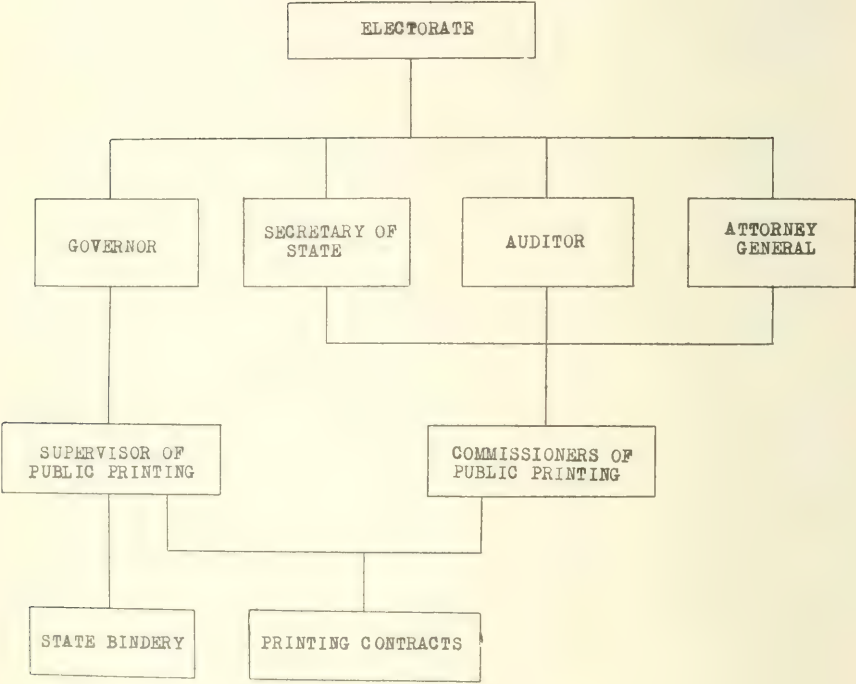 ELECTORATE
GOVERNOR
SECRETARY OF
STATE
AUDITOR
ATTORNEY
GENERAL
SUPERVISOR OF
PUBLIC PRINTING
COMMISSIONERS OF
PUBLIC PRINTING
STATE BINDERY
PRINTING CONTRACTS